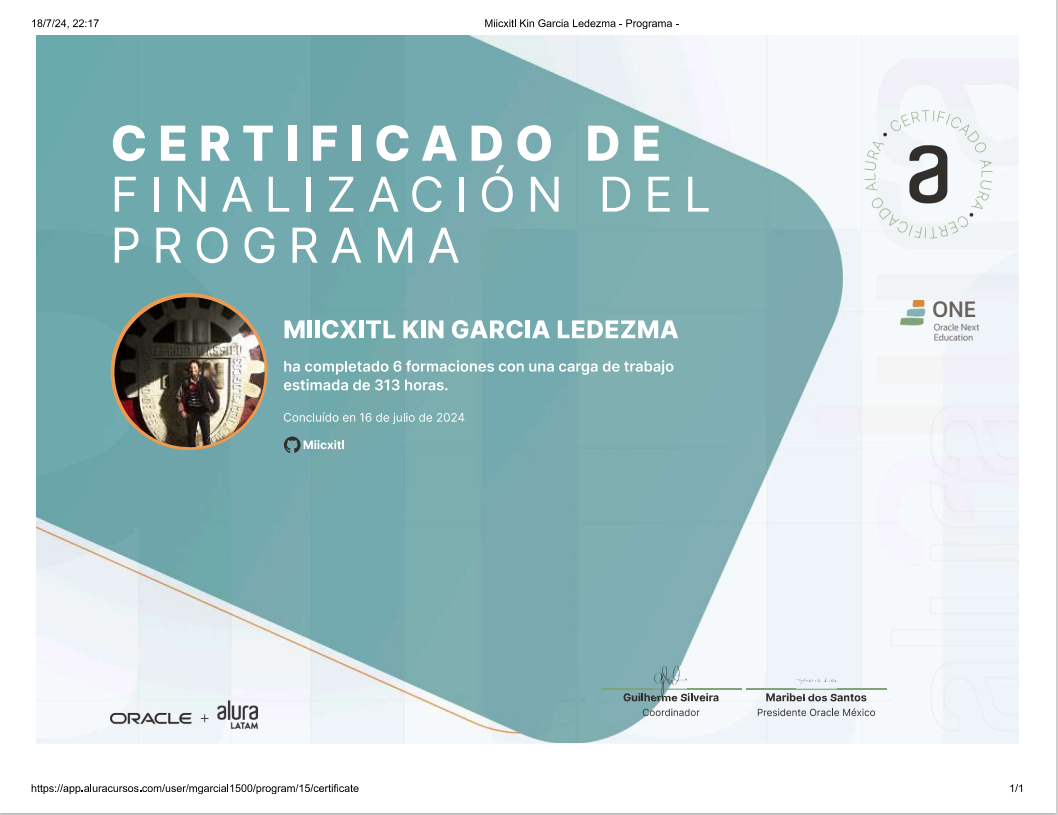 18/7/24, 22:17
Miicxitl Kin Garcia Ledezma - Programa -
CERTIFICADO DE
FINALIZACIÓN DEL
PROGRAMA
CERTIFICADO ALURA • CERTIFICADO ALURA •
a
ONE
Oracle Next
Education
MIICXITL KIN GARCIA LEDEZMA
ha completado 6 formaciones con una carga de trabajo
estimada de 313 horas.
Concluído en 16 de julio de 2024
Miicxitl
ORACLE + alura
LATAM
Guilherme Silveira
Coordinador
Maribel dos Santos
Presidente Oracle México
https://app.aluracursos.com/user/mgarcial1500/program/15/certificate
1/1